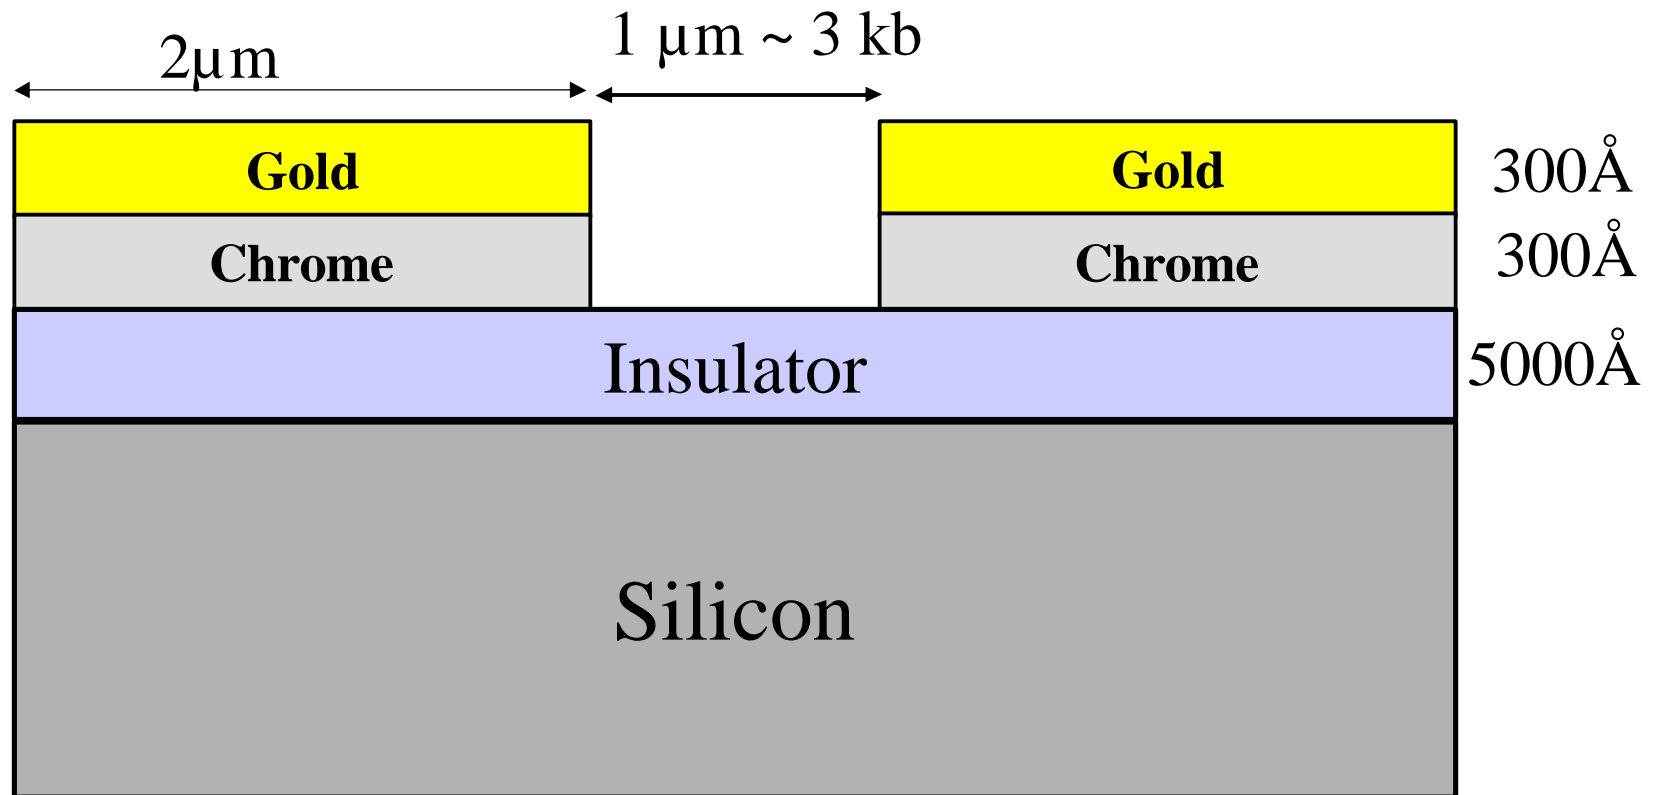 2µm
1 µm ~ 3 kb
Gold
Gold
300Å
Chrome
Chrome
300Å
Insulator
5000Å
Silicon